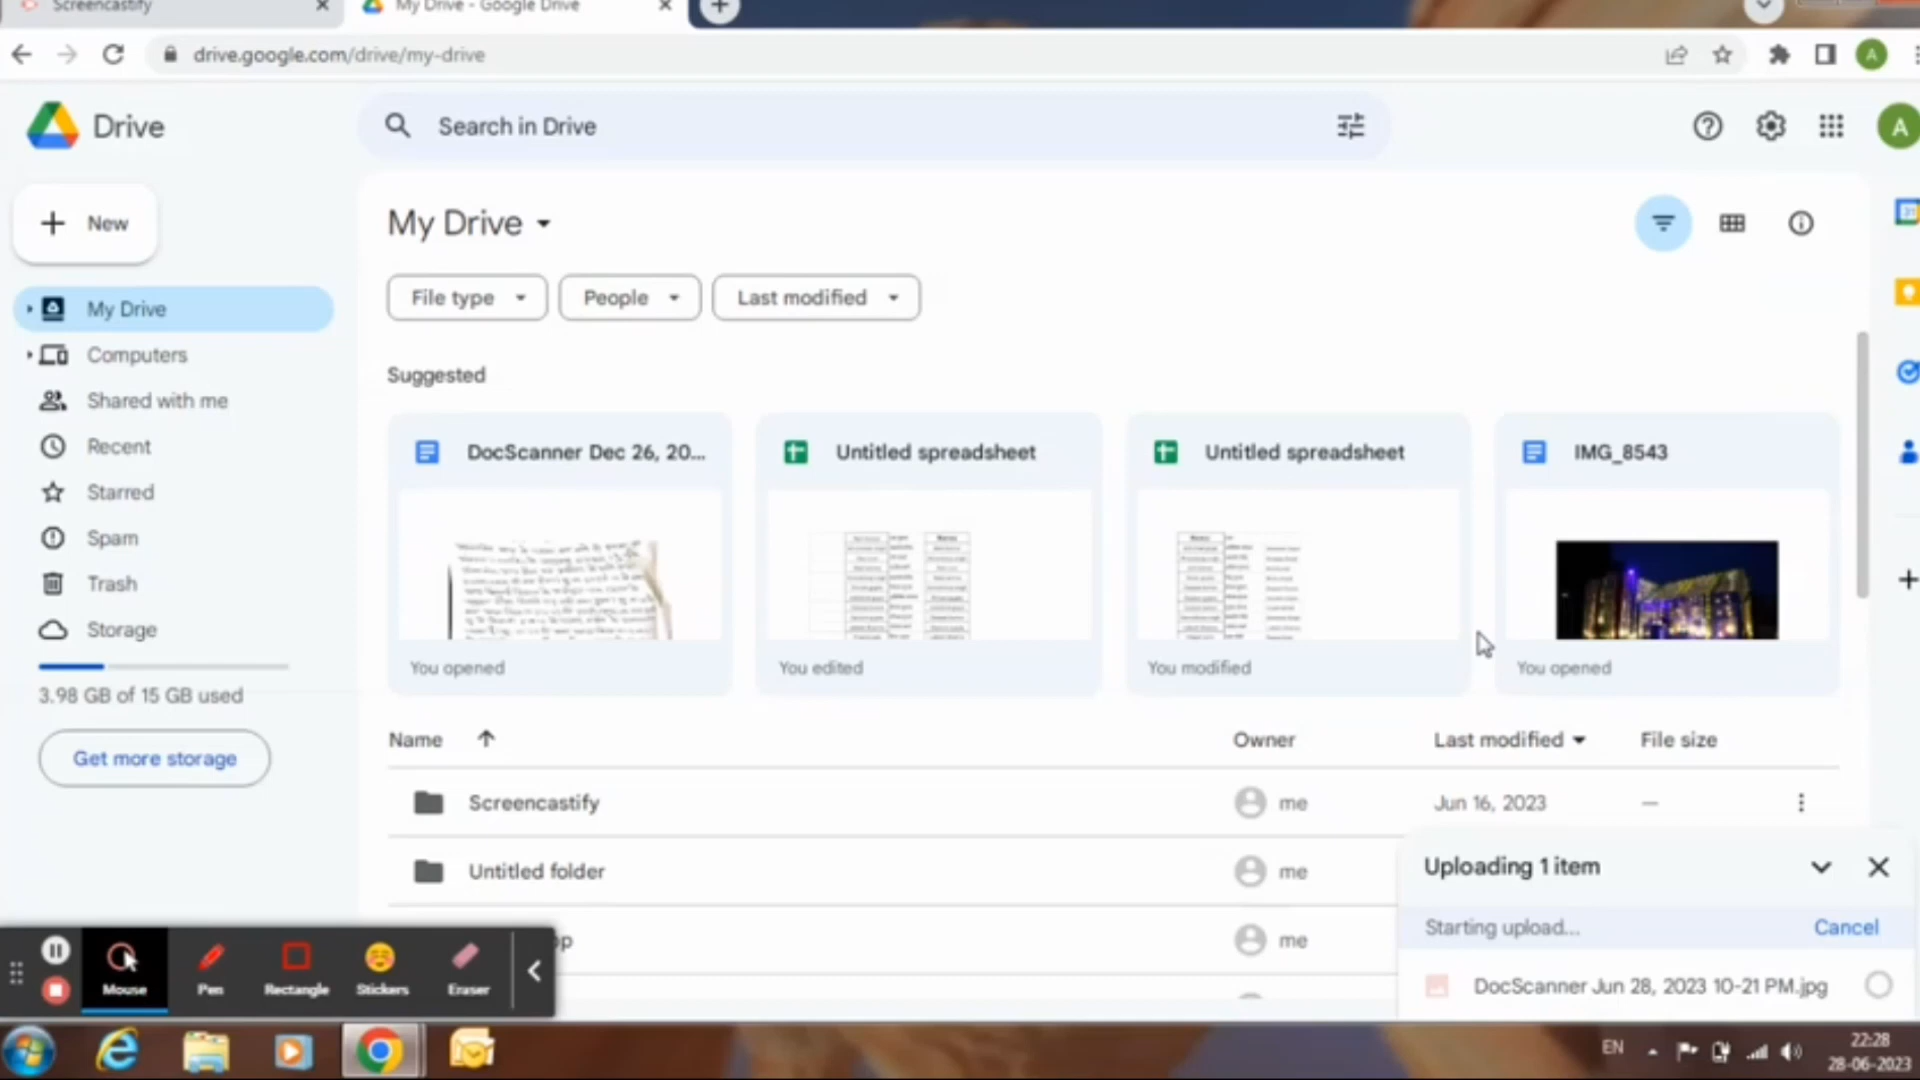 Screencastify
My Drive - Google Drive
drive.google.com/drive/my-drive
A
Drive
Search in Drive
A
New
My Drive
My Drive
Computers
Shared with me
Recent
Starred
Spam
Trash
Storage
3.98 GB of 15 GB used
Get more storage
File type
People
Last modified
Suggested
DocScanner Dec 26, 20...
Untitled spreadsheet
Untitled spreadsheet
IMG_8543
You opened
You edited
You modified
You opened
Name
Owner
Last modified
File size
Screencastify
me
Jun 16, 2023
—
Untitled folder
me
me
Uploading 1 item
Starting upload...
Cancel
DocScanner Jun 28, 2023 10-21 PM.jpg
Mouse
Pen
Rectangle
Stickers
Eraser
EN
22:28
28-06-2023